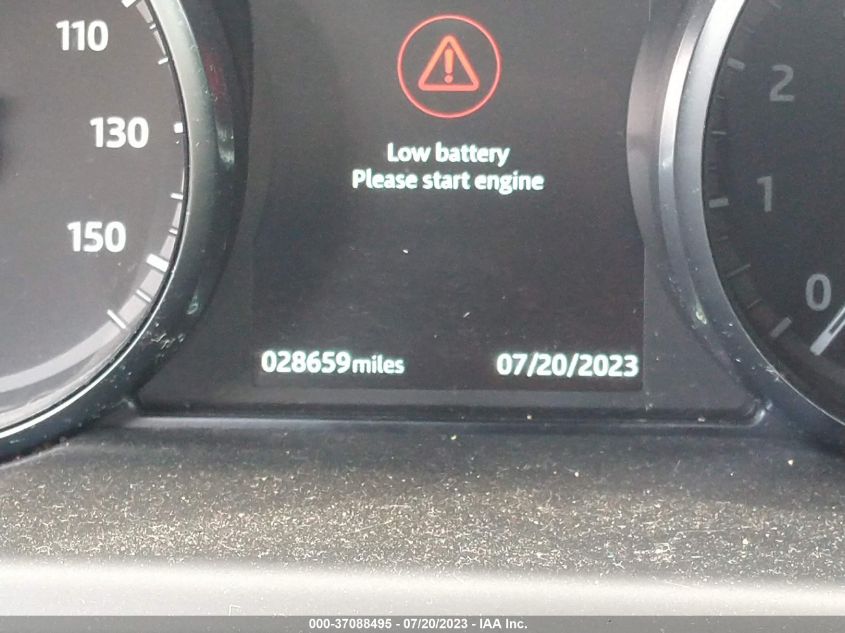 110
130
150
!
Low battery
Please start engine
028659miles
07/20/2023
2
1
0
000-37088495 - 07/20/2023 - IAA Inc.